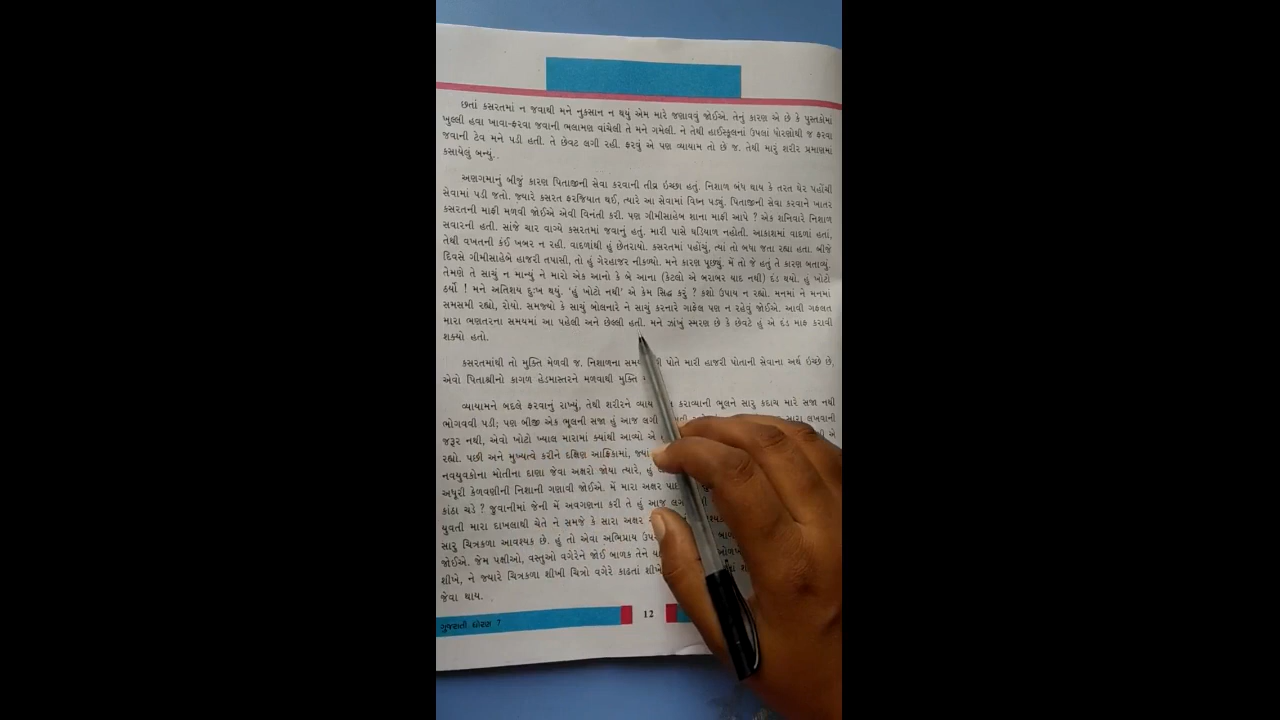 છતાં કસરતમાં ન જવાથી મને નુકસાન ન થયું એમ મારે જણાવવું જોઈએ. તેનું કારણ એ છે કે પુસ્તકોમાં
ખુલ્લી હવા ખાવા-ફરવા જવાની ભલામણ વાંચેલી તે મને ગમેલી. ને તેથી હાઈસ્કૂલનાં ઉપલાં ધોરણોથી જ ફરવા
જવાની ટેવ મને પડી હતી. તે છેવટ લગી રહી. ફરવું એ પણ વ્યાયામ તો છે જ. તેથી મારું શરીર પ્રમાણમાં
કસાયેલું બન્યું.
અણગમાનું બીજું કારણ પિતાજીની સેવા કરવાની તીવ્ર ઇચ્છા હતું. નિશાળ બંધ થાય કે તરત ઘેર પહોંચી
સેવામાં પડી જતો. જ્યારે કસરત ફરજિયાત થઈ, ત્યારે આ સેવામાં વિઘ્ન પડ્યું. પિતાજીની સેવા કરવાને ખાતર
કસરતની માફી મળવી જોઈએ એવી વિનંતી કરી. પણ ગીમીસાહેબ શાના માફી આપે ? એક શનિવારે નિશાળ
સવારની હતી. સાંજે ચાર વાગ્યે કસરતમાં જવાનું હતું. મારી પાસે ઘડિયાળ નહોતી. આકાશમાં વાદળાં હતાં,
તેથી વખતની કંઈ ખબર ન રહી. વાદળાંથી હું છેતરાયો. કસરતમાં પહોંચું, ત્યાં તો બધા જતા રહ્યા હતા. બીજે
દિવસે ગીમીસાહેબે હાજરી તપાસી, તો હું ગેરહાજર નીકળ્યો. મને કારણ પૂછ્યું. મેં તો જે હતું તે કારણ બતાવ્યું.
તેમણે તે સાચું ન માન્યું ને મારો એક આનો કે બે આના (કેટલો એ બરાબર યાદ નથી) દંડ થયો. હું ખોટો
ઠર્યો ! મને અતિશય દુઃખ થયું. 'હું ખોટો નથી' એ કેમ સિદ્ધ કરું ? કશો ઉપાય ન રહ્યો. મનમાં ને મનમાં
સમસમી રહ્યો, રોયો. સમજ્યો કે સાચું બોલનારે ને સાચું કરનારે ગાફેલ પણ ન રહેવું જોઈએ. આવી ગફલત
મારા ભણતરના સમયમાં આ પહેલી અને છેલ્લી હતી. મને ઝાંખું સ્મરણ છે કે છેવટે હું એ દંડ માફ કરાવી
શક્યો હતો.
કસરતમાંથી તો મુક્તિ મેળવી જ. નિશાળના પોતે મારી હાજરી પોતાની સેવાના અર્થે ઇચ્છે છે,
એવો પિતાશ્રીનો કાગળ હેડમાસ્તરને મળવાથી મુક્તિ
વ્યાયામને બદલે ફરવાનું રાખ્યું, તેથી શરીરને કરાવ્યાની ભૂલને સારુ કદાચ મારે સજા નથી
ભોગવવી પડી; પણ બીજી એક ભૂલની સજા હું આજ લગી સારા લખવાની
જરૂર નથી, એવો ખોટો ખ્યાલ મારામાં ક્યાંથી આવ્યો એ
રહ્યો. પછી અને મુખ્યત્વે કરીને દક્ષિણ આફ્રિકામાં, જ્યાં
નવયુવકોના મોતીના દાણા જેવા અક્ષરો જોયા ત્યારે, હું
અધૂરી કેળવણીની નિશાની ગણાવી જોઈએ. મેં મારા અક્ષર
કાંઠા ચડે ? જુવાનીમાં જેની મેં અવગણના કરી તે હું આજ
યુવતી મારા દાખલાથી ચેતે ને સમજે કે સારા અક્ષર
સારુ ચિત્રકળા આવશ્યક છે. હું તો એવા અભિપ્રાય
જોઈએ. જેમ પક્ષીઓ, વસ્તુઓ વગેરેને જોઈ બાળક તેને
શીખે, ને જ્યારે ચિત્રકળા શીખી ચિત્રો વગેરે કાઢતાં
જેવા થાય.
ગુજરાતી ધોરણ 7
12